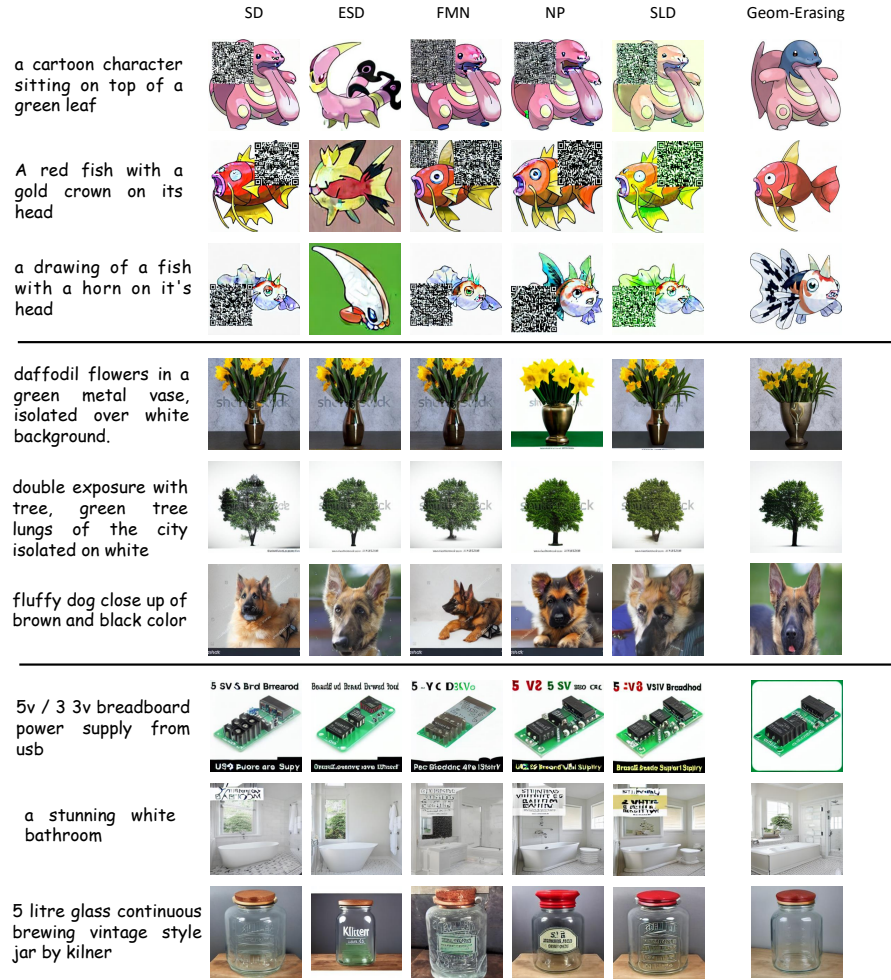 SD ESD FMN NP SLD Geom-Erasing
a cartoon character
sitting on top of a
green leaf
A red fish with a
gold crown on its
head
a drawing of a fish
with a horn on it's
head
daffodil flowers in a
green metal vase,
isolated over white
background.
double exposure with
tree, green tree
lungs of the city
isolated on white
fluffy dog close up of
brown and black color
5v / 3 3v breadboard
power supply from
usb
a stunning white
bathroom
5 litre glass continuous
brewing vintage style
jar by kilner